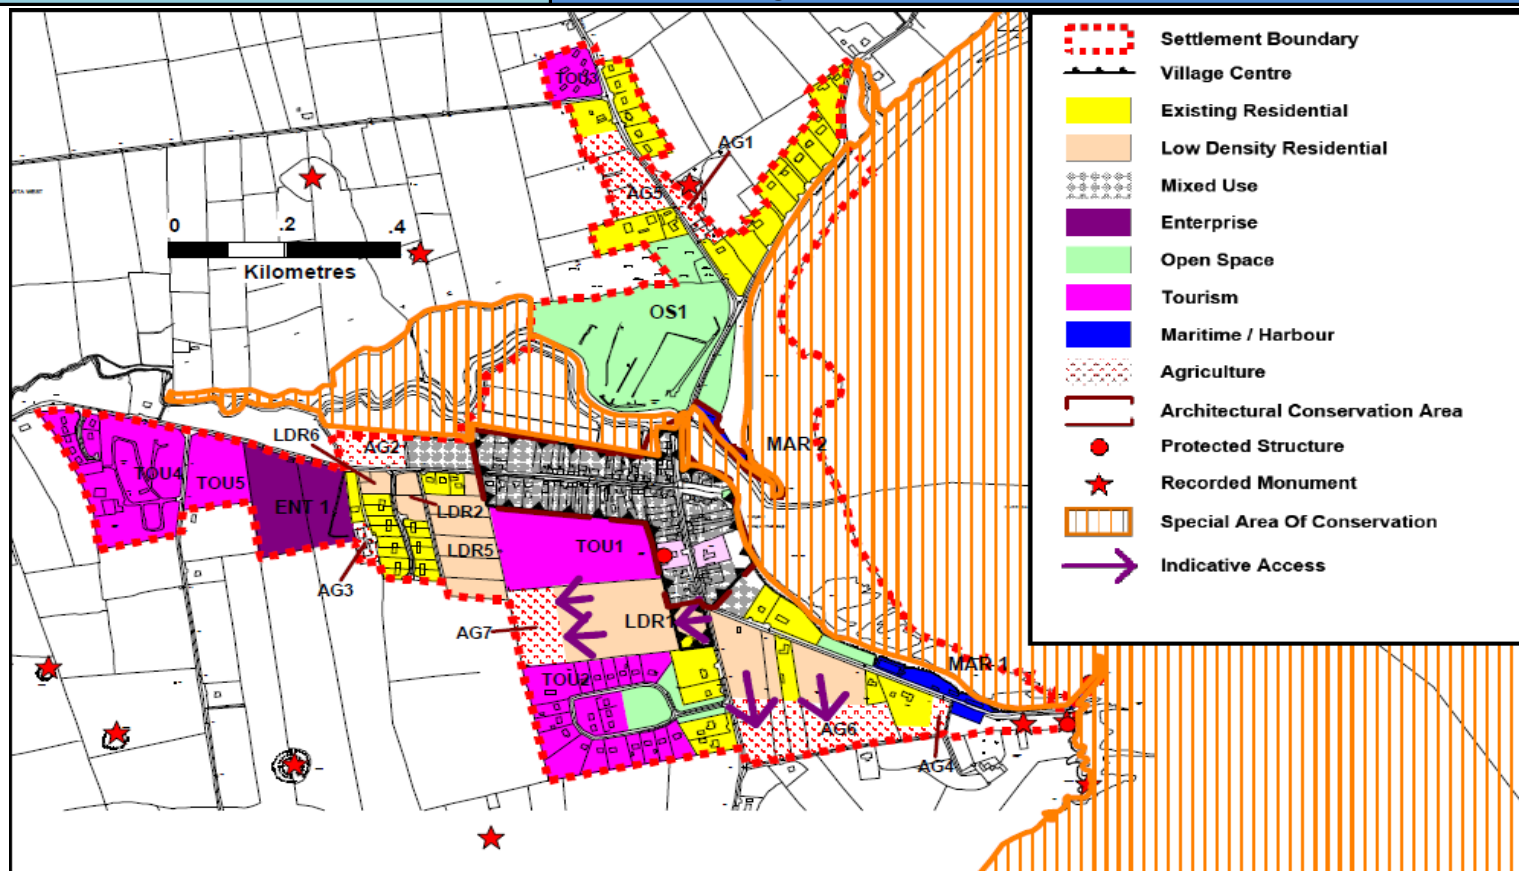 Settlement Boundary
Village Centre
Existing Residential
Low Density Residential
Mixed Use
Enterprise
Open Space
Tourism
Maritime / Harbour
Agriculture
Architectural Conservation Area
Protected Structure
Recorded Monument
Special Area Of Conservation
Indicative Access
TOU3
AG1
AG5
0 .2 .4
Kilometres
OS1
LDR6
AG2
MAR 2
TOU4
TOU5
ENT 1
LDR2
LDR5
TOU1
AG3
AG7
LDR1
MAR 1
TOU2
AG6
AG4